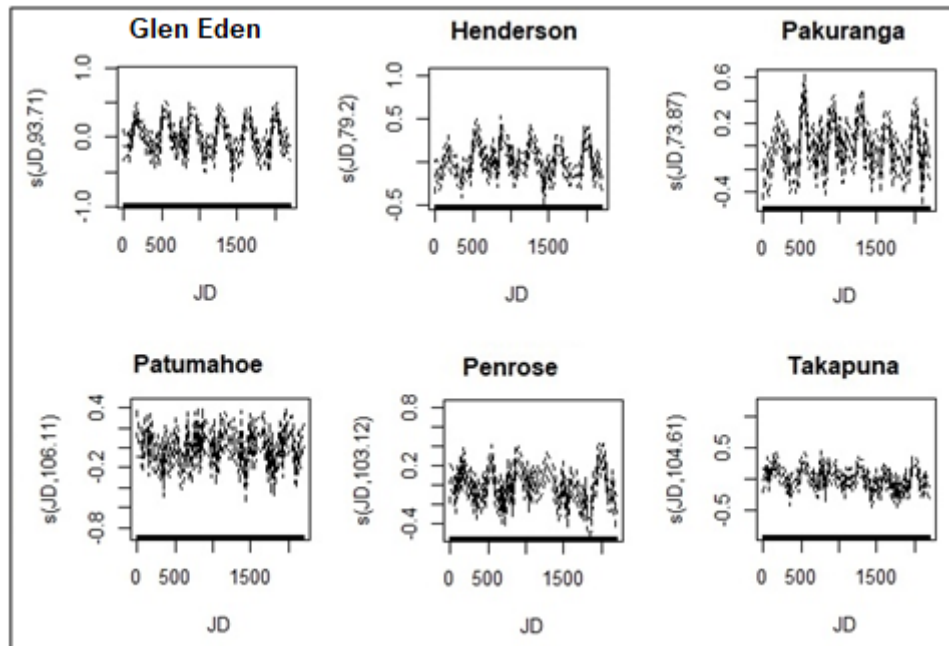 Glen Eden
s(JD,93.71)
1.0
0.0
-1.0
0 500 1500
JD
Henderson
s(JD,79.2)
1.0
0.5
-0.5
0 500 1500
JD
Pakuranga
s(JD,73.87)
0.6
0.2
-0.4
0 500 1500
JD
Patumahoe
s(JD,106.11)
0.4
-0.2
-0.8
0 500 1500
JD
Penrose
s(JD,103.12)
0.8
0.2
-0.4
0 500 1500
JD
Takapuna
s(JD,104.61)
0.5
-0.5
0 500 1500
JD